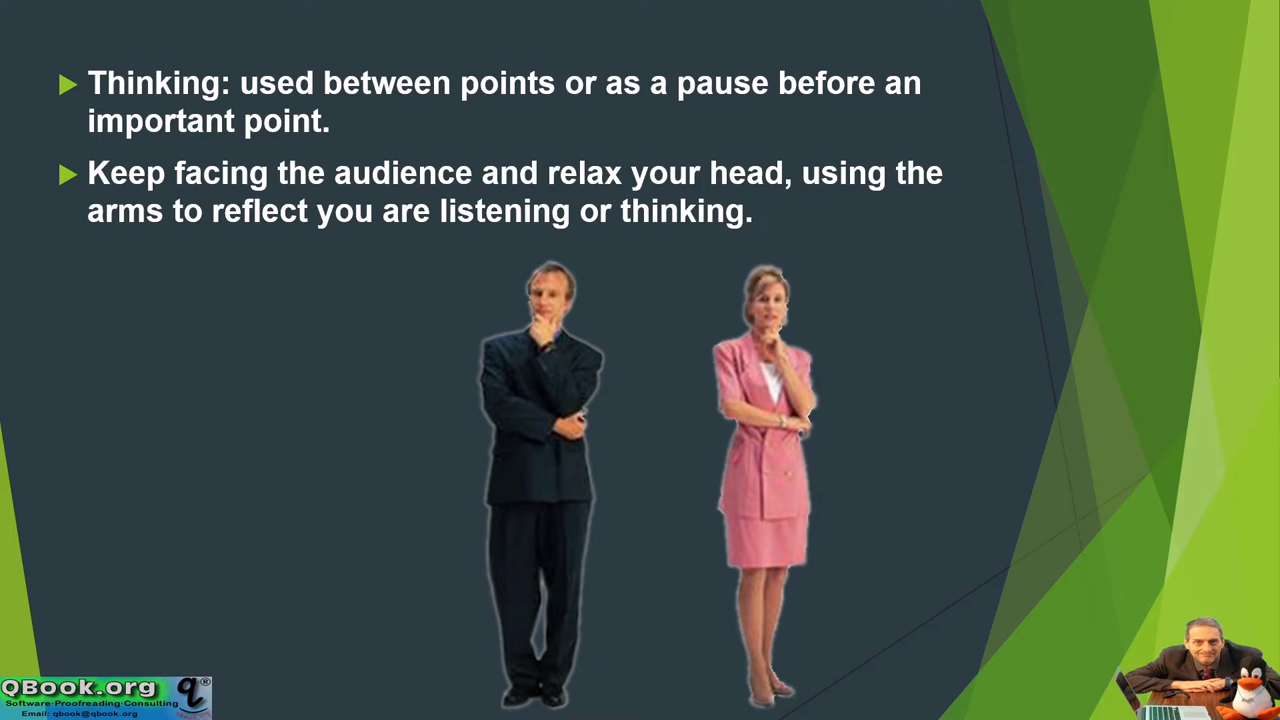 Thinking: used between points or as a pause before an
important point.
Keep facing the audience and relax your head, using the
arms to reflect you are listening or thinking.
QBook.org
q®
Software·Proofreading·Consulting
Email: qbook@qbook.org